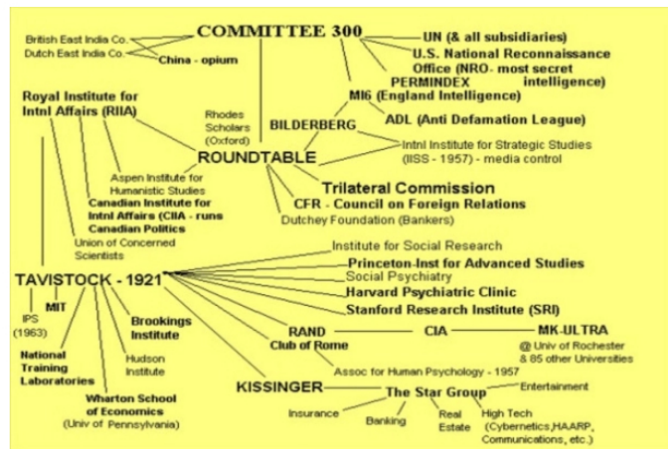 COMMITTEE 300
British East India Co.
Dutch East India Co.
China - opium
UN (& all subsidiaries)
U.S. National Reconnaissance
Office (NRO - most secret
PERMINDEX intelligence)
MI6 (England Intelligence)
ADL (Anti Defamation League)
Royal Institute for
Intnl Affairs (RIIA)
Rhodes
Scholars
(Oxford)
BILDERBERG
Intnl Institute for Strategic Studies
(IISS - 1957) - media control
ROUNDTABLE
Aspen Institute for
Humanistic Studies
Trilateral Commission
CFR - Council on Foreign Relations
Dutchey Foundation (Bankers)
Canadian Institute for
Intnl Affairs (CIIA - runs
Canadian Politics
Union of Concerned
Scientists
Institute for Social Research
Princeton-Inst for Advanced Studies
Social Psychiatry
Harvard Psychiatric Clinic
Stanford Research Institute (SRI)
TAVISTOCK - 1921
MIT
IPS
(1963)
Brookings
Institute
RAND
CIA
MK-ULTRA
@ Univ of Rochester
& 85 other Universities
Club of Rome
National
Training
Laboratories
Hudson
Institute
Assoc for Human Psychology - 1957
Wharton School
of Economics
(Univ of Pennsylvania)
KISSINGER
The Star Group
Entertainment
Insurance
Banking
Real
Estate
High Tech
(Cybernetics,HAARP,
Communications, etc.)